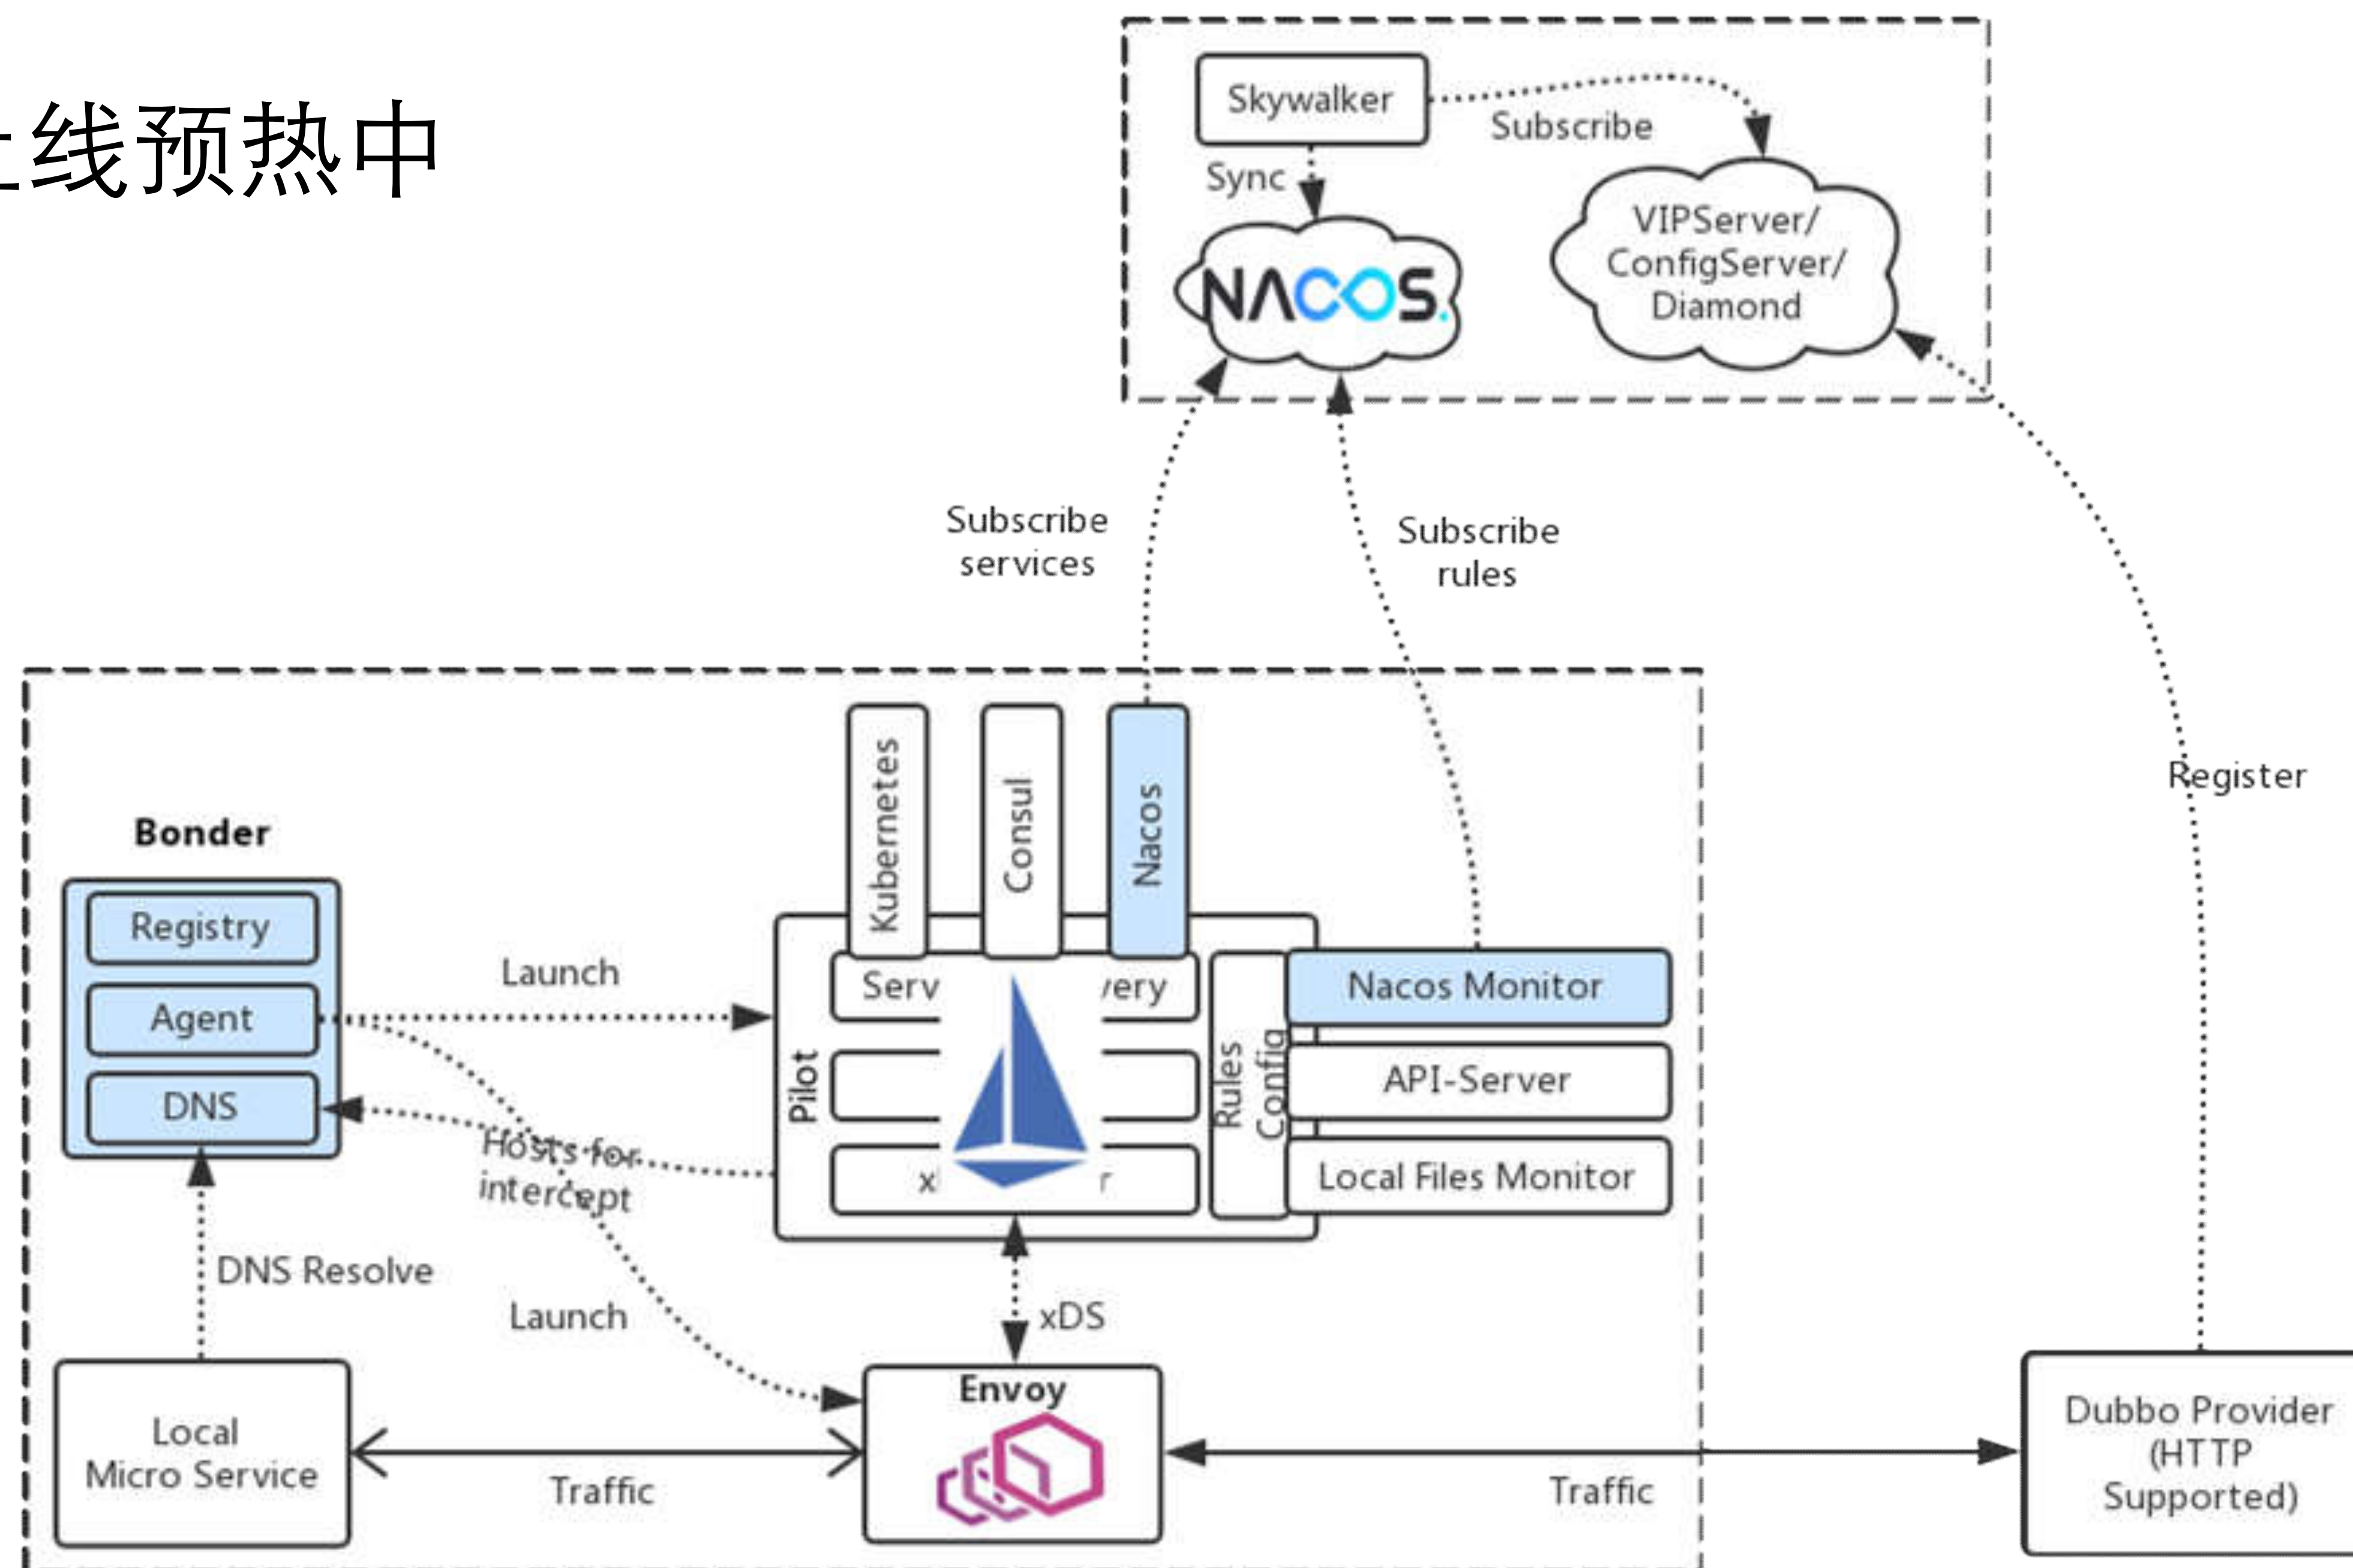 线预热中
Skywalker
Subscribe
Sync
VIPServer/
ConfigServer/
Diamond
NACOS.
Subscribe
services
Subscribe
rules
Register
Kubernetes
Consul
Nacos
Bonder
Registry
Agent
DNS
Launch
Pilot
Rules
Config
Nacos Monitor
API-Server
Local Files Monitor
Hosts for
intercept
DNS Resolve
Launch
xDS
Envoy
Local
Micro Service
Traffic
Traffic
Dubbo Provider
(HTTP
Supported)